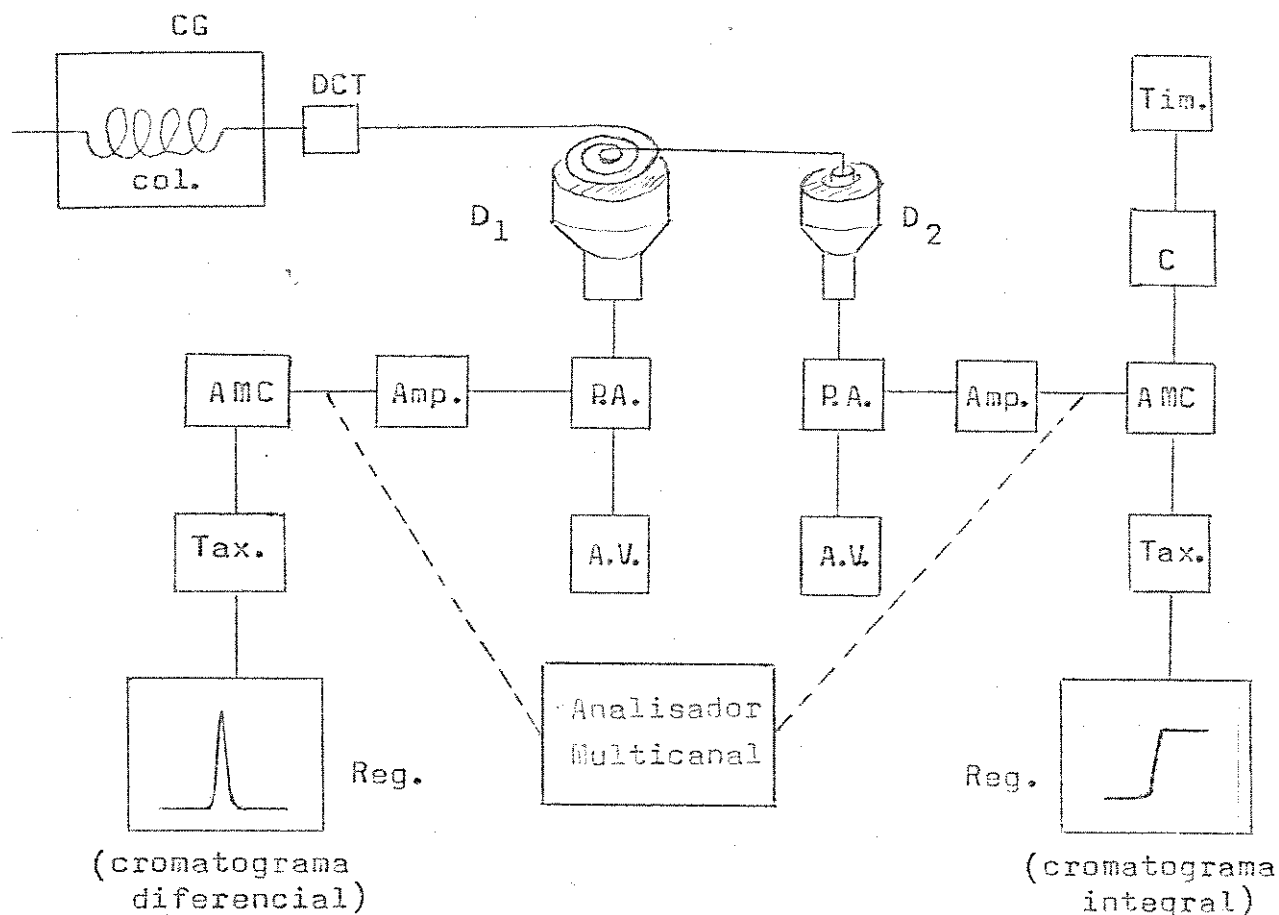 CG
DCT
col.
D1
D2
Tim.
C
AMC
Amp.
P.A.
P.A.
Amp.
AMC
Tax.
A.V.
A.V.
Tax.
Analisador
Multicanal
Reg.
Reg.
(cromatograma
diferencial)
(cromatograma
integral)